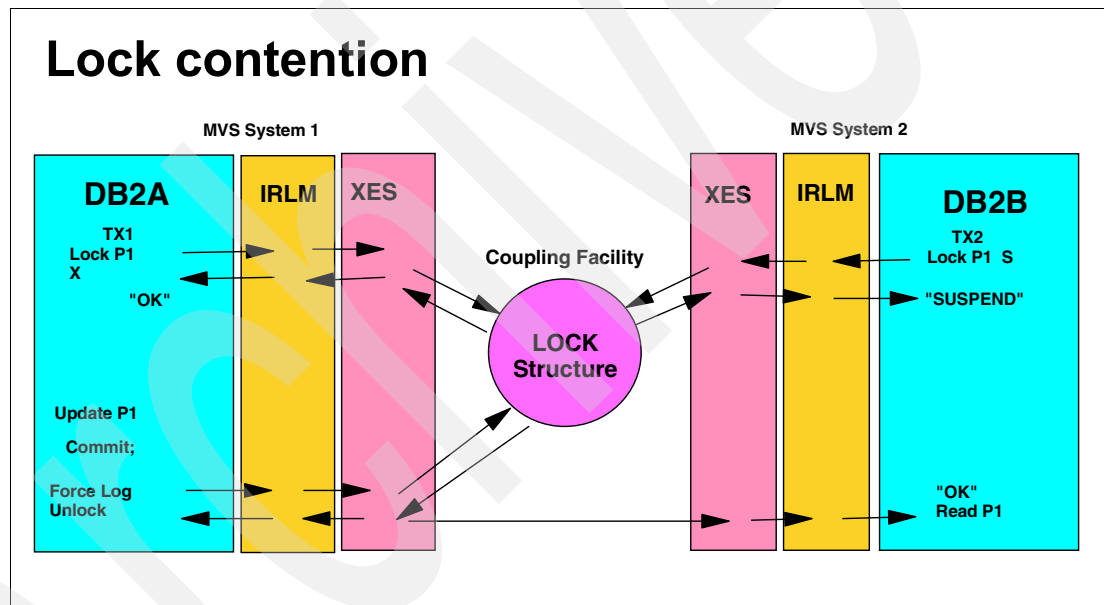 Lock contention
MVS System 1
MVS System 2
DB2A
IRLM
XES
XES
IRLM
DB2B
TX1
Lock P1
X
"OK"
Coupling Facility
LOCK
Structure
TX2
Lock P1 S
"SUSPEND"
Update P1
Commit;
Force Log
Unlock
"OK"
Read P1